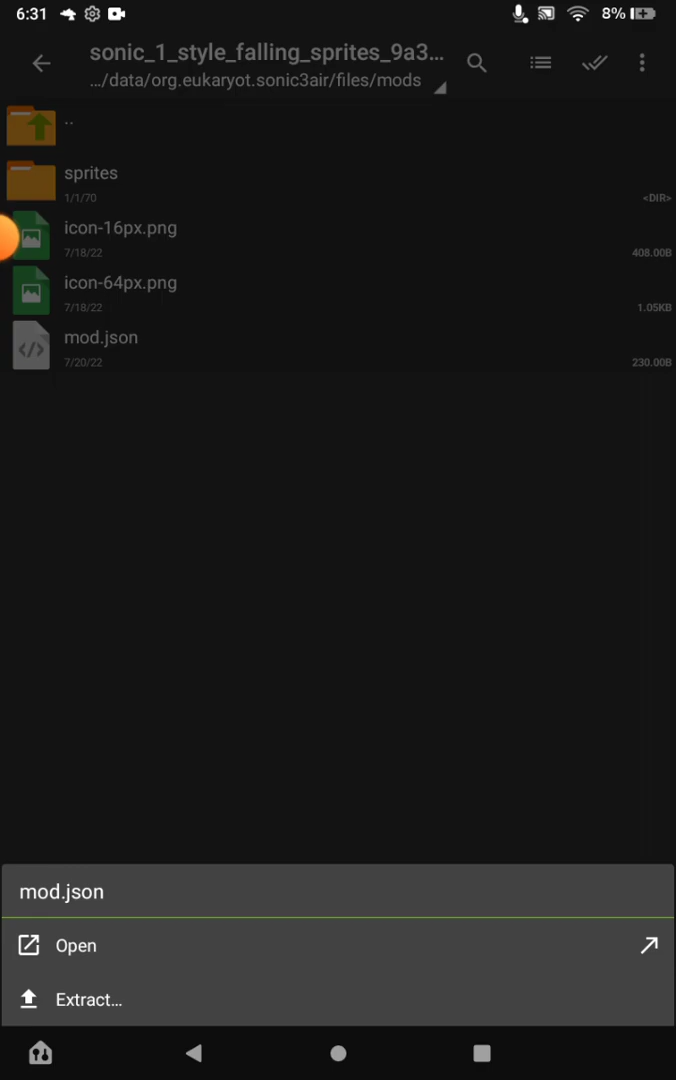 6:31
8%
sonic_1_style_falling_sprites_9a3...
.../data/org.eukaryot.sonic3air/files/mods
..
sprites
1/1/70
<DIR>
icon-16px.png
7/18/22
408.00B
icon-64px.png
7/18/22
1.05KB
mod.json
7/20/22
230.00B
mod.json
Open
Extract...